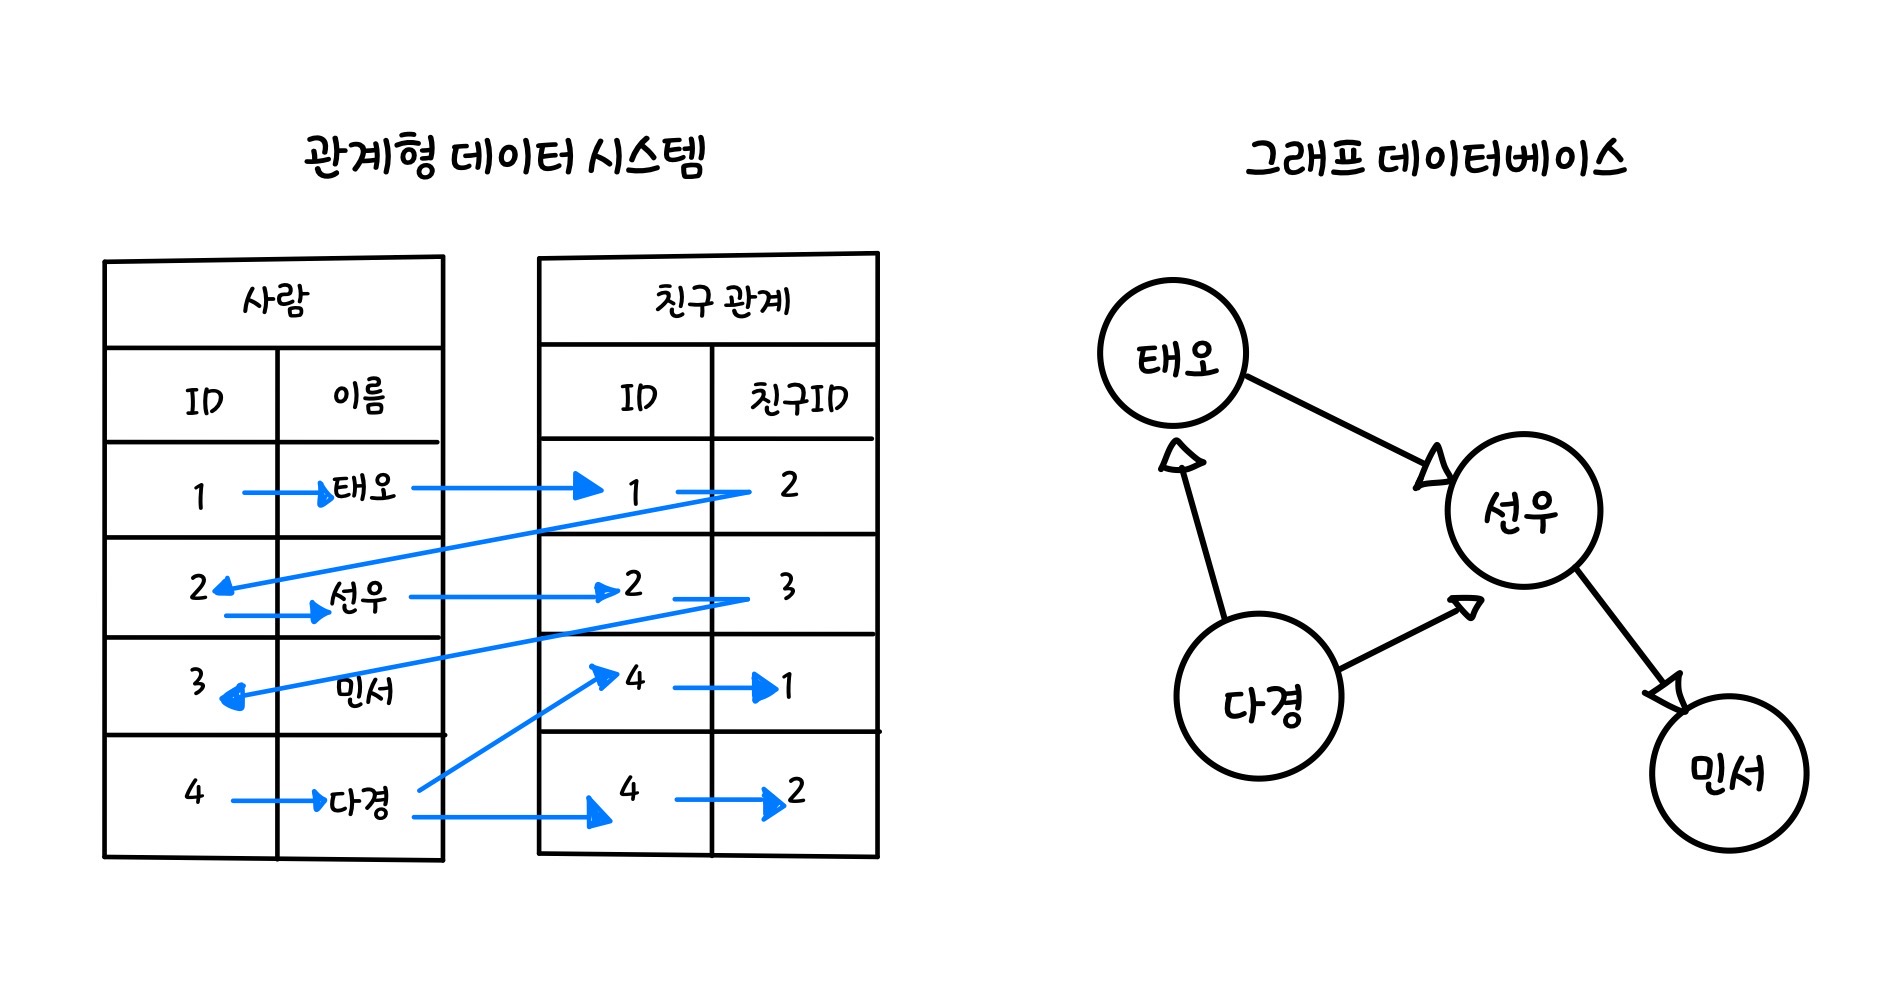 관계형 데이터 시스템
그래프 데이터베이스
사람
ID 이름
1 태오
2 선우
3 민서
4 다경
친구 관계
ID 친구ID
1 2
2 3
4 1
4 2
태오
선우
다경
민서